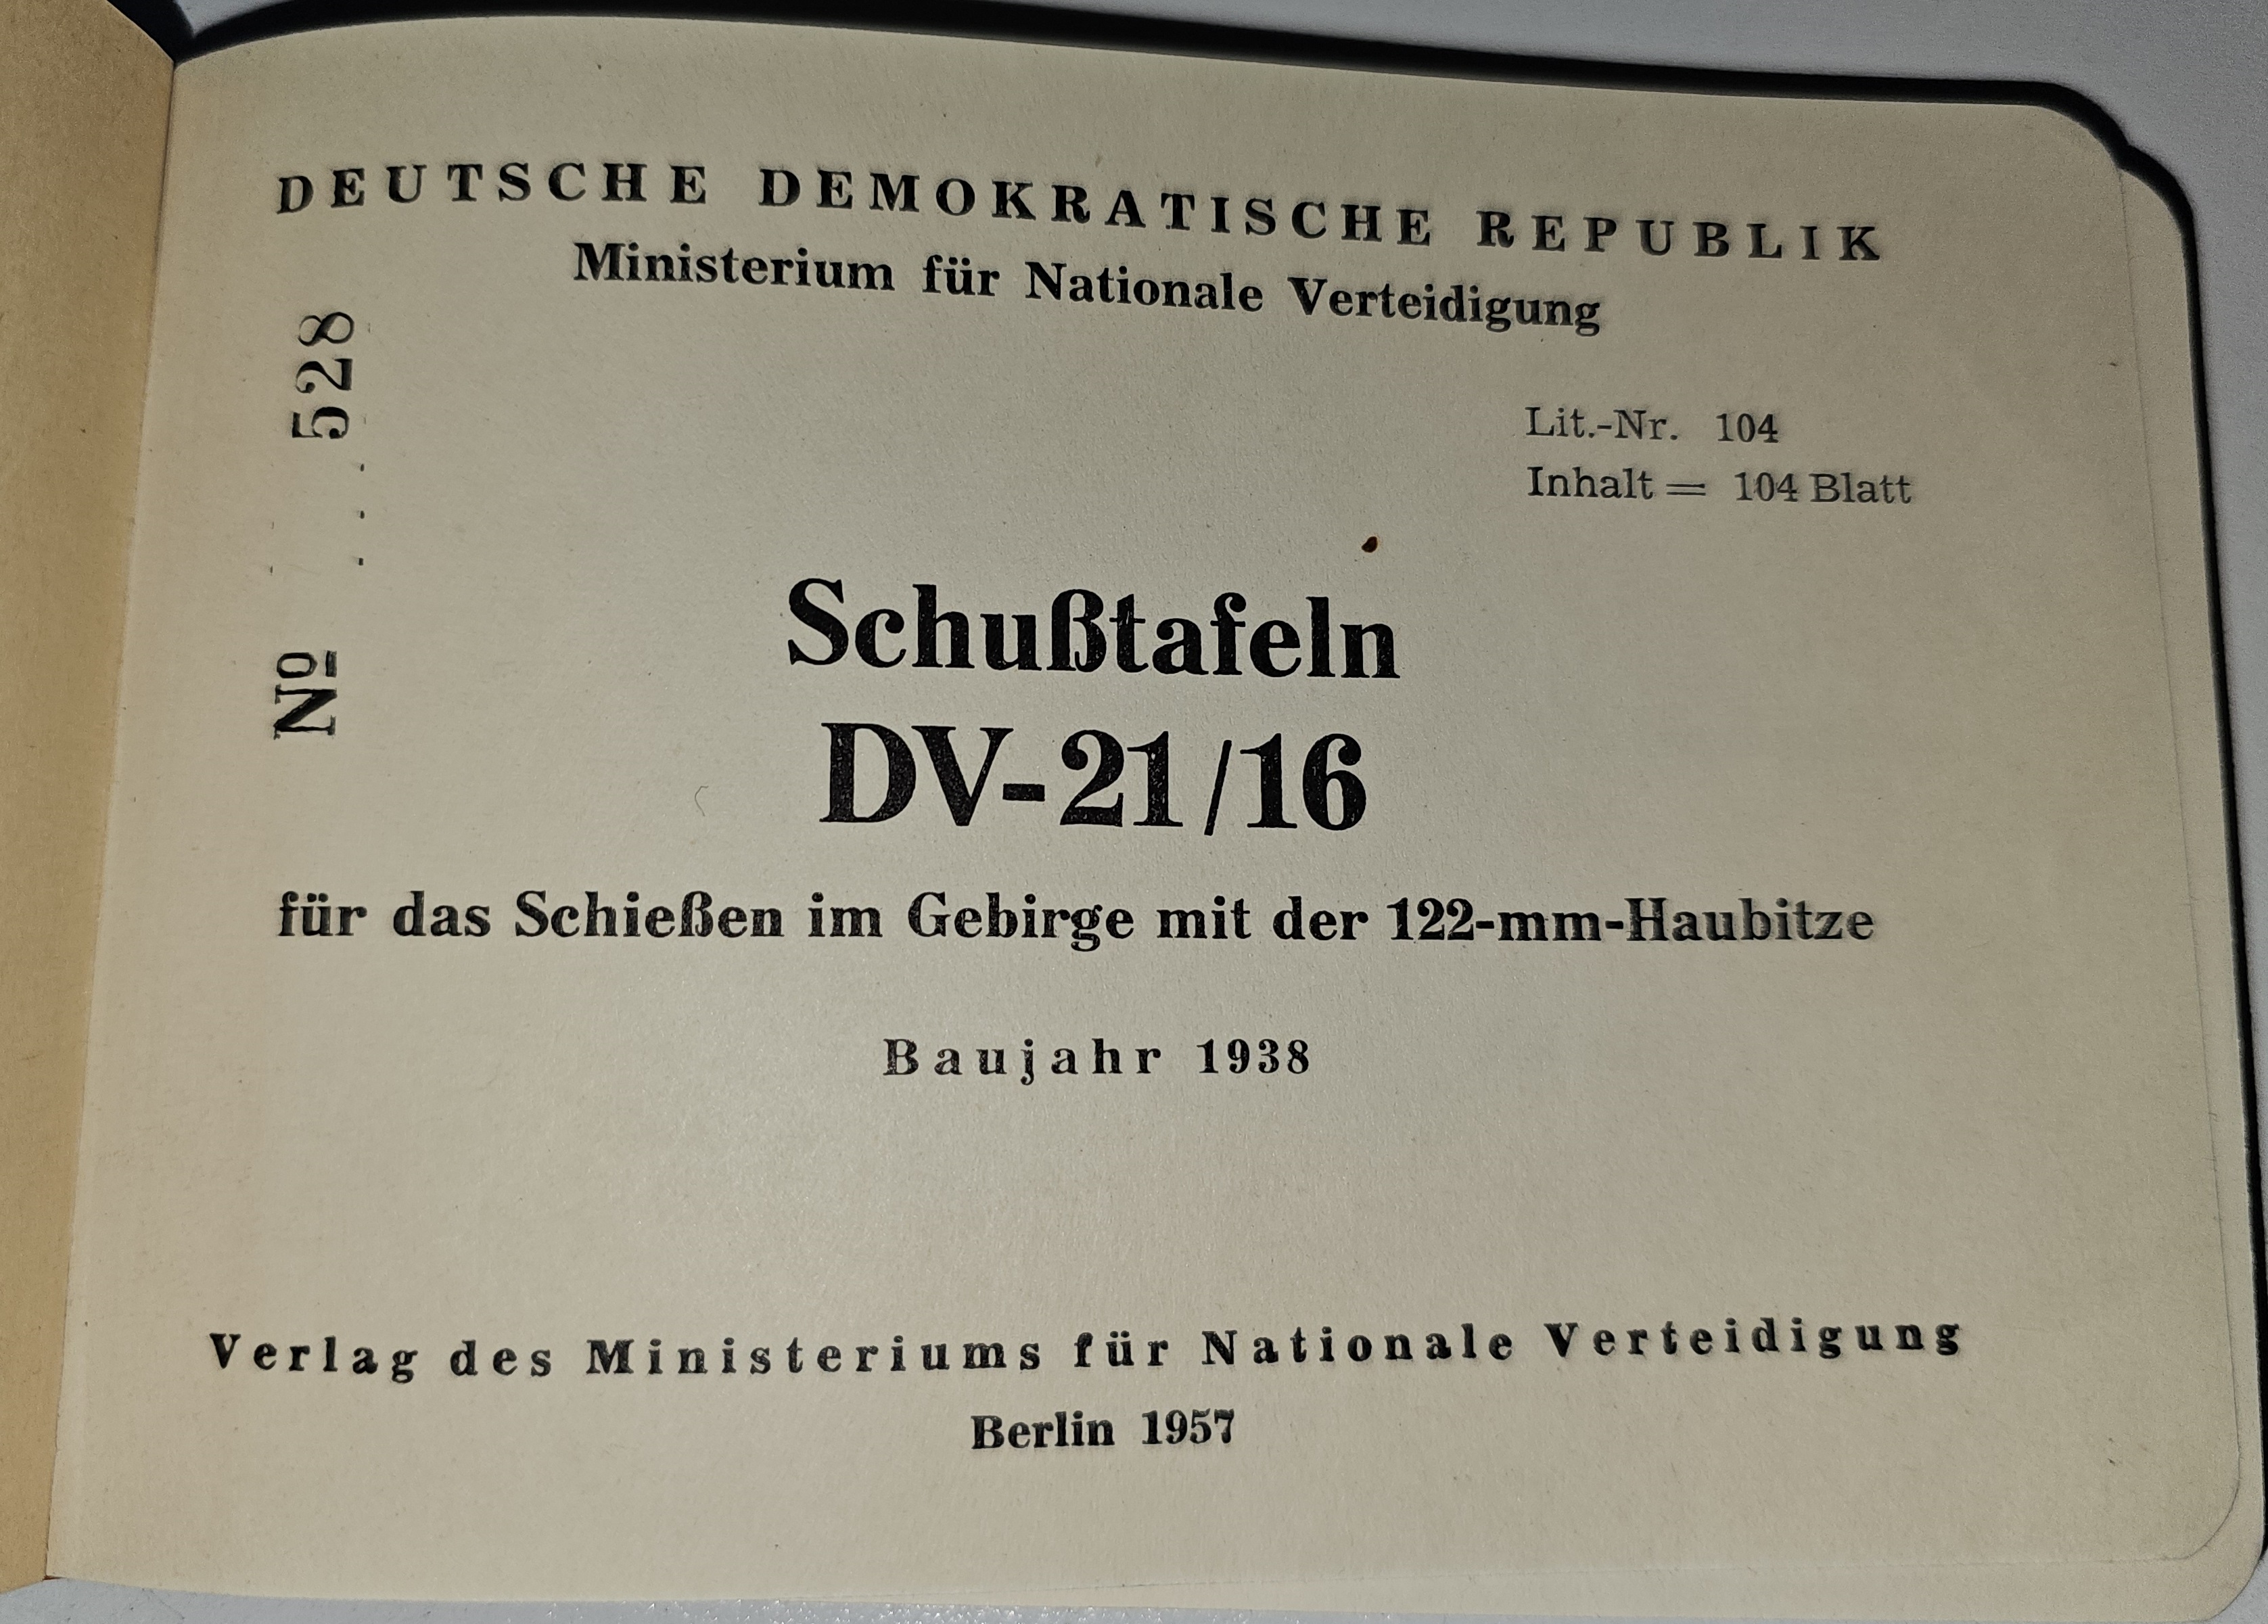 DEUTSCHE DEMOKRATISCHE REPUBLIK
Ministerium für Nationale Verteidigung
№ ....528
Lit.-Nr. 104
Inhalt = 104 Blatt
Schußtafeln
DV-21/16
für das Schießen im Gebirge mit der 122-mm-Haubitze
Baujahr 1938
Verlag des Ministeriums für Nationale Verteidigung
Berlin 1957